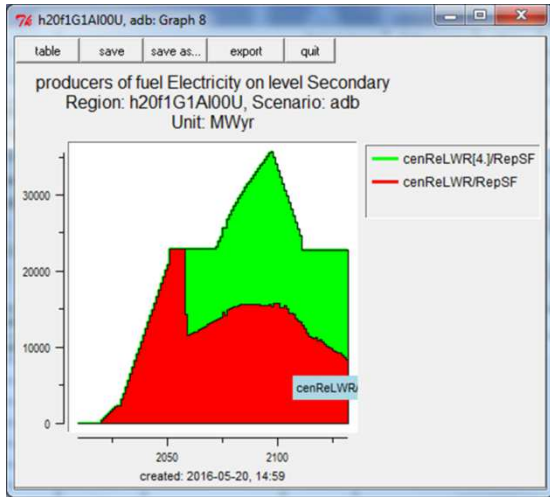 h20f1G1Al00U, adb: Graph 8
table save save as... export quit
producers of fuel Electricity on level Secondary
Region: h20f1G1Al00U, Scenario: adb
Unit: MWyr
cenReLWR[4.]/RepSF
cenReLWR/RepSF
30000
20000
10000
cenReLWR/
0
2050 2100
created: 2016-05-20, 14:59